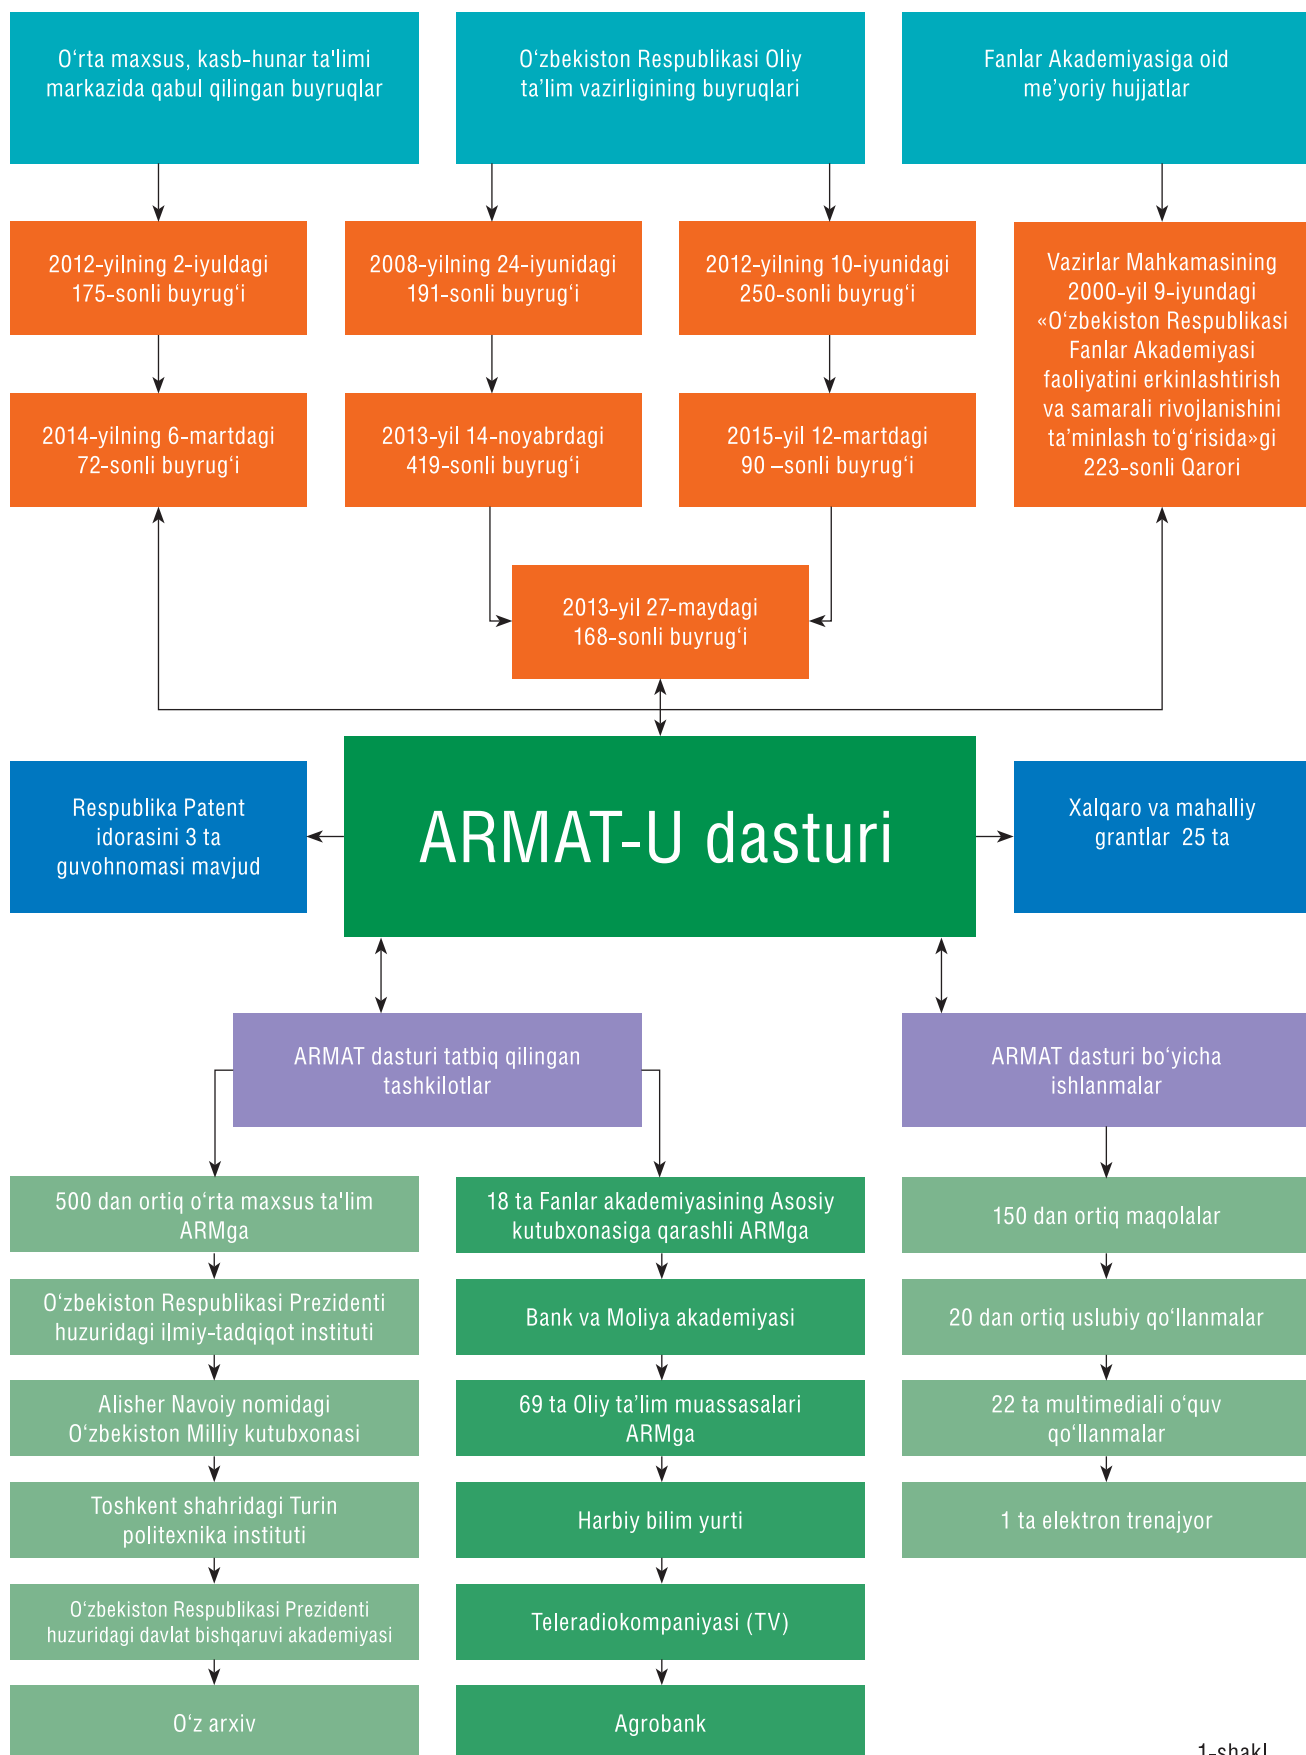 O‘rta maxsus, kasb-hunar ta'limi
markazida qabul qilingan buyruqlar
O‘zbekiston Respublikasi Oliy
ta’lim vazirligining buyruqlari
Fanlar Akademiyasiga oid
me’yoriy hujjatlar
2012-yilning 2-iyuldagi
175-sonli buyrug‘i
2008-yilning 24-iyunidagi
191-sonli buyrug‘i
2012-yilning 10-iyunidagi
250-sonli buyrug‘i
Vazirlar Mahkamasining
2000-yil 9-iyundagi
«O‘zbekiston Respublikasi
Fanlar Akademiyasi
faoliyatini erkinlashtirish
va samarali rivojlanishini
ta’minlash to‘g‘risida»gi
223-sonli Qarori
2014-yilning 6-martdagi
72-sonli buyrug‘i
2013-yil 14-noyabrdagi
419-sonli buyrug‘i
2015-yil 12-martdagi
90 –sonli buyrug‘i
2013-yil 27-maydagi
168-sonli buyrug‘i
Respublika Patent
idorasini 3 ta
guvohnomasi mavjud
ARMAT-U dasturi
Xalqaro va mahalliy
grantlar 25 ta
ARMAT dasturi tatbiq qilingan
tashkilotlar
ARMAT dasturi bo‘yicha
ishlanmalar
500 dan ortiq o‘rta maxsus ta'lim
ARMga
O‘zbekiston Respublikasi Prezidenti
huzuridagi ilmiy-tadqiqot instituti
Alisher Navoiy nomidagi
O‘zbekiston Milliy kutubxonasi
Toshkent shahridagi Turin
politexnika instituti
O‘zbekiston Respublikasi Prezidenti
huzuridagi davlat bishqaruvi akademiyasi
O‘z arxiv
18 ta Fanlar akademiyasining Asosiy
kutubxonasiga qarashli ARMga
Bank va Moliya akademiyasi
69 ta Oliy ta’lim muassasalari
ARMga
Harbiy bilim yurti
Teleradiokompaniyasi (TV)
Agrobank
150 dan ortiq maqolalar
20 dan ortiq uslubiy qo‘llanmalar
22 ta multimediali o‘quv
qo‘llanmalar
1 ta elektron trenajyor
1-shakl